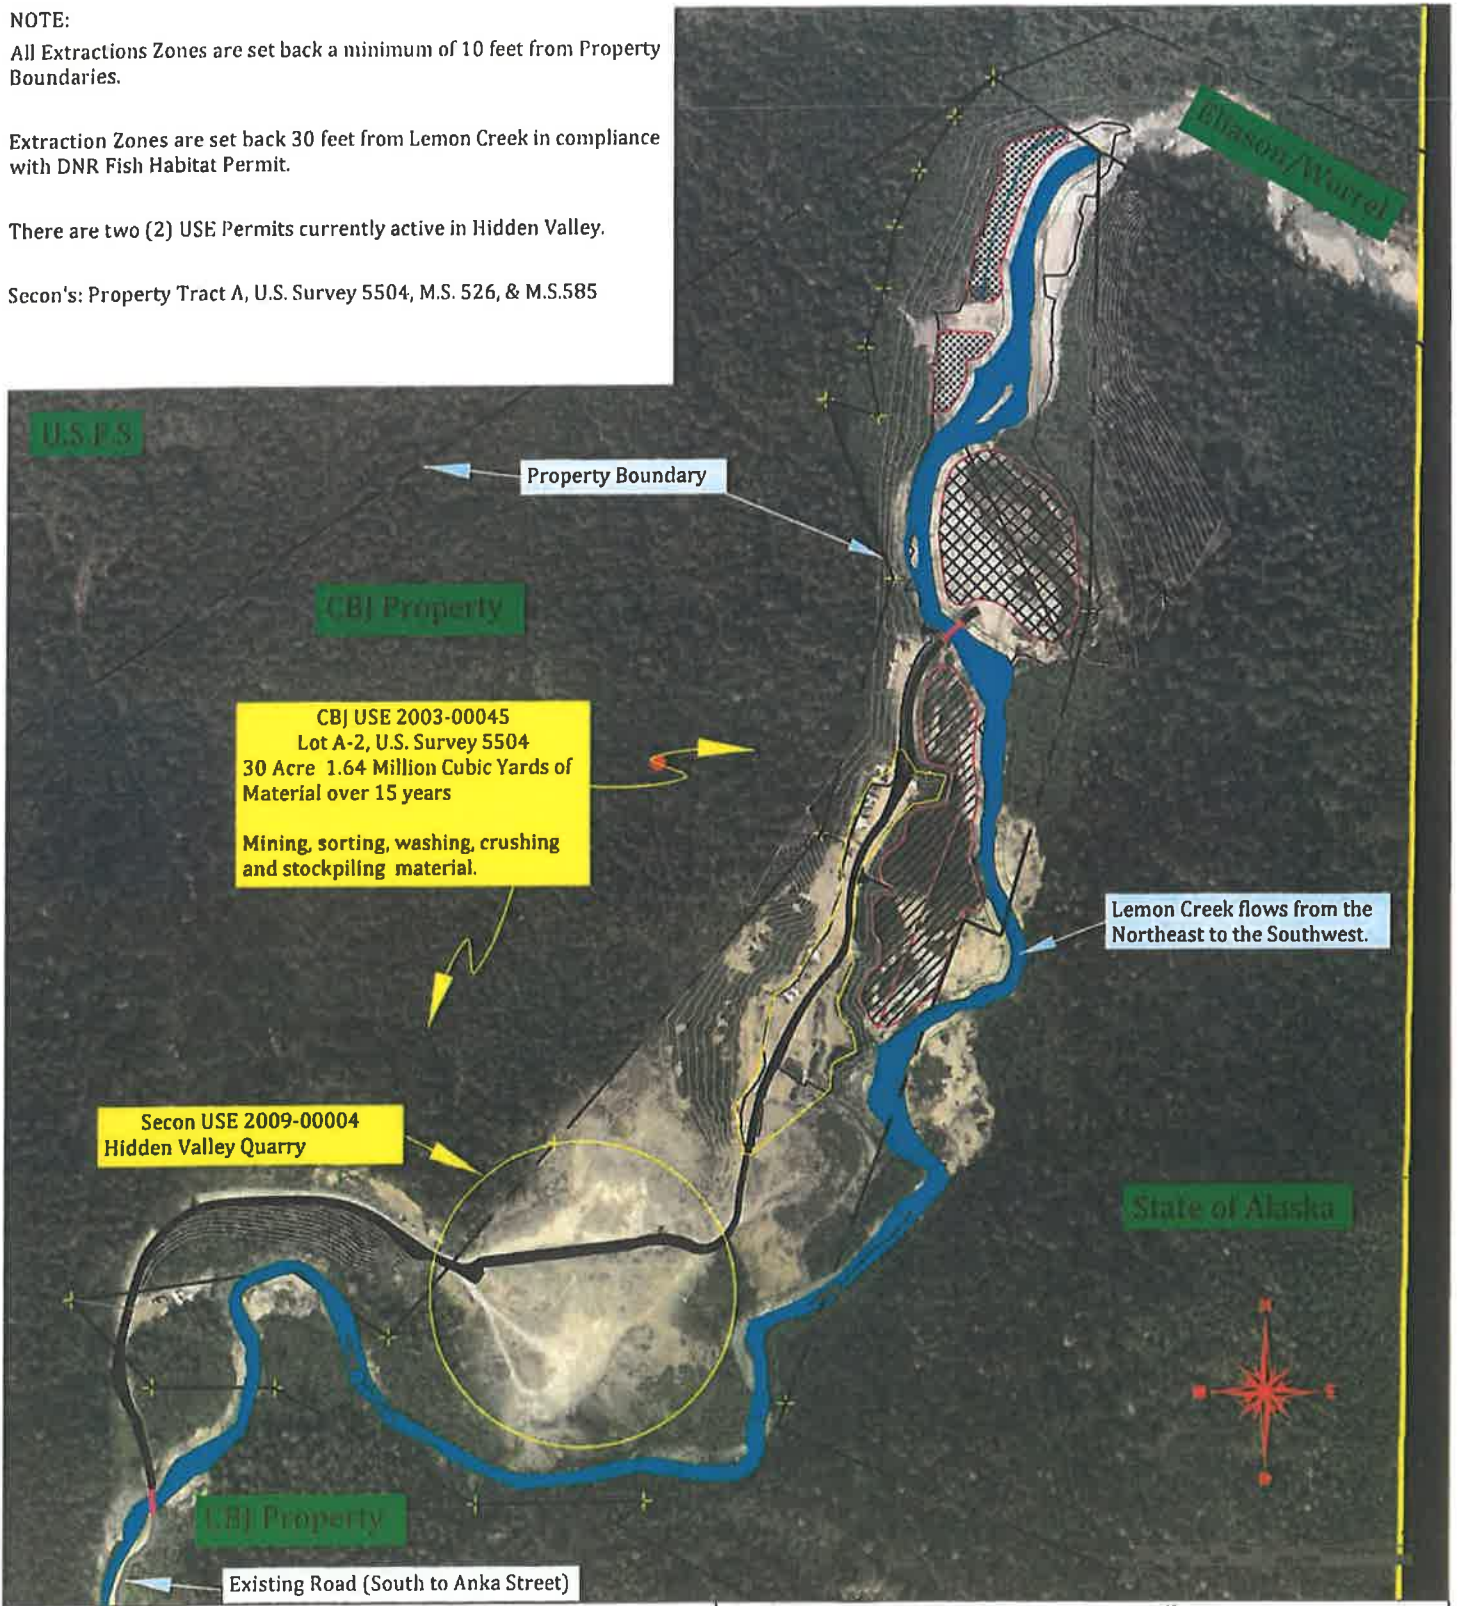 NOTE:
All Extractions Zones are set back a minimum of 10 feet from Property
Boundaries.
Extraction Zones are set back 30 feet from Lemon Creek in compliance
with DNR Fish Habitat Permit.
There are two (2) USE Permits currently active in Hidden Valley.
Secon's: Property Tract A, U.S. Survey 5504, M.S. 526, & M.S.585
Eliason/Worrel
U.S.F.S
Property Boundary
CBJ Property
CBJ USE 2003-00045
Lot A-2, U.S. Survey 5504
30 Acre 1.64 Million Cubic Yards of
Material over 15 years
Mining, sorting, washing, crushing
and stockpiling material.
Lemon Creek flows from the
Northeast to the Southwest.
Secon USE 2009-00004
Hidden Valley Quarry
State of Alaska
N
E
CBJ Property
Existing Road (South to Anka Street)